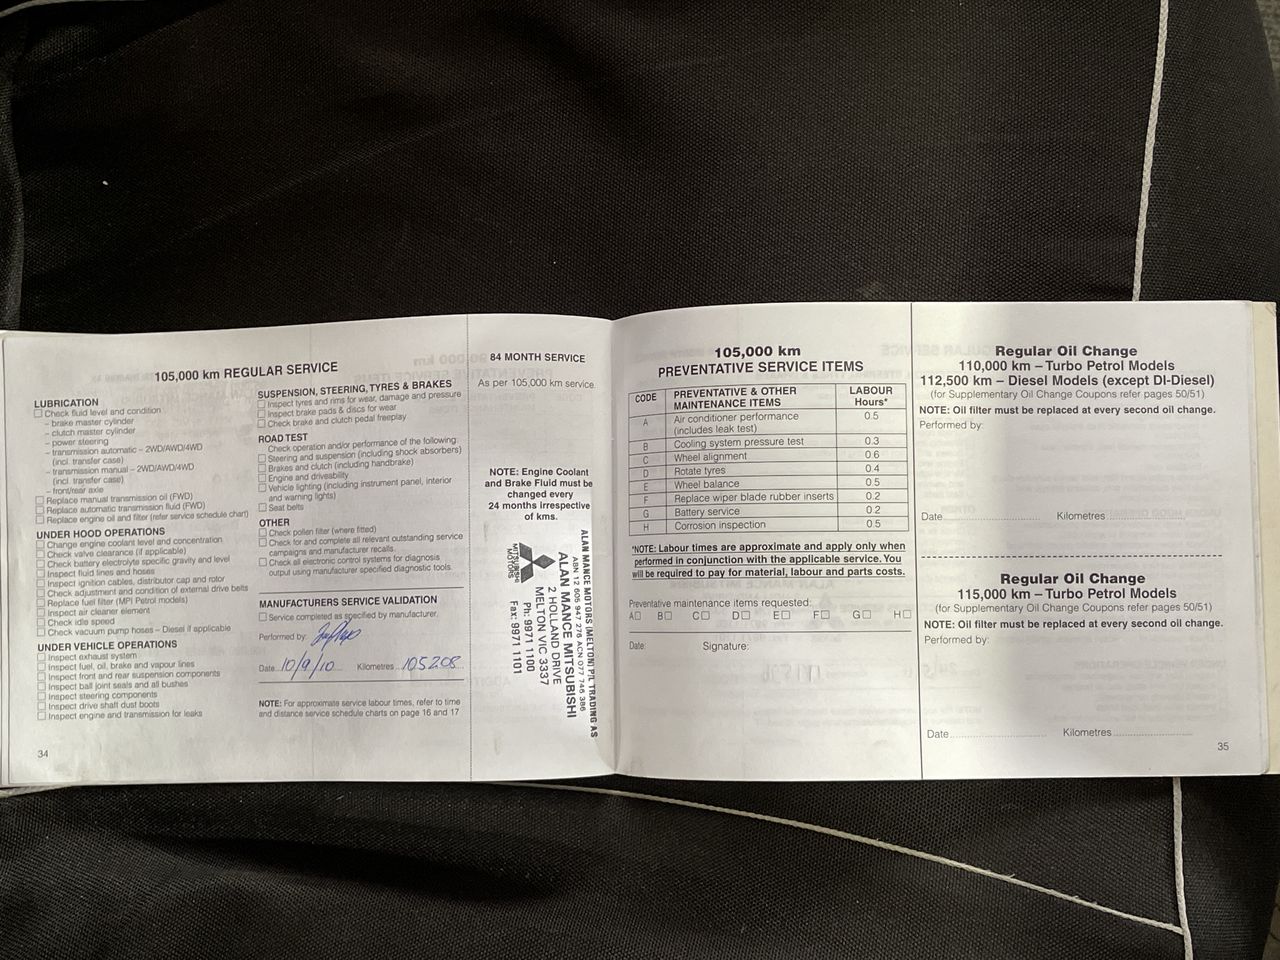 105,000 km REGULAR SERVICE
LUBRICATION
Check fluid level and condition
– brake master cylinder
– clutch master cylinder
– power steering
– transmission automatic – 2WD/AWD/4WD
(incl. transfer case)
– transmission manual – 2WD/AWD/4WD
(incl. transfer case)
– front/rear axle
Replace manual transmission oil (FWD)
Replace automatic transmission fluid (FWD)
Replace engine oil and filter (refer service schedule chart)
UNDER HOOD OPERATIONS
Change engine coolant level and concentration
Check valve clearance (if applicable)
Check battery electrolyte specific gravity and level
Inspect fluid lines and hoses
Inspect ignition cables, distributor cap and rotor
Check adjustment and condition of external drive belts
Replace fuel filter (MPI Petrol models)
Inspect air cleaner element
Check idle speed
Check vacuum pump hoses – Diesel if applicable
UNDER VEHICLE OPERATIONS
Inspect exhaust system
Inspect fuel, oil, brake and vapour lines
Inspect front and rear suspension components
Inspect ball joint seals and all bushes
Inspect steering components
Inspect drive shaft dust boots
Inspect engine and transmission for leaks
34
SUSPENSION, STEERING, TYRES & BRAKES
Inspect tyres and rims for wear, damage and pressure
Inspect brake pads & discs for wear
Check brake and clutch pedal freeplay
ROAD TEST
Check operation and/or performance of the following:
Steering and suspension (including shock absorbers)
Brakes and clutch (including handbrake)
Engine and driveability
Vehicle lighting (including instrument panel, interior
and warning lights)
Seat belts
OTHER
Check pollen filter (where fitted)
Check for and complete all relevant outstanding service
campaigns and manufacturer recalls.
Check all electronic control systems for diagnosis
output using manufacturer specified diagnostic tools.
MANUFACTURERS SERVICE VALIDATION
Service completed as specified by manufacturer.
Performed by:
Date 10/9/10 Kilometres 105208
NOTE: For approximate service labour times, refer to time
and distance service schedule charts on page 16 and 17
84 MONTH SERVICE
As per 105,000 km service.
NOTE: Engine Coolant
and Brake Fluid must be
changed every
24 months irrespective
of kms.
ALAN MANCE MOTORS (MELTON) P/L TRADING AS
ABN 12 605 947 276 ACN 077 746 386
ALAN MANCE MITSUBISHI
2 HOLLAND DRIVE
MELTON VIC 3337
Ph: 9971 1100
Fax: 9971 1101
MITSUBISHI
MOTORS
105,000 km
PREVENTATIVE SERVICE ITEMS
CODE PREVENTATIVE & OTHER MAINTENANCE ITEMS LABOUR Hours*
A Air conditioner performance (includes leak test) 0.5
B Cooling system pressure test 0.3
C Wheel alignment 0.6
D Rotate tyres 0.4
E Wheel balance 0.5
F Replace wiper blade rubber inserts 0.2
G Battery service 0.2
H Corrosion inspection 0.5
*NOTE: Labour times are approximate and apply only when
performed in conjunction with the applicable service. You
will be required to pay for material, labour and parts costs.
Preventative maintenance items requested:
A B C D E F G H
Date: Signature:
Regular Oil Change
110,000 km – Turbo Petrol Models
112,500 km – Diesel Models (except DI-Diesel)
(for Supplementary Oil Change Coupons refer pages 50/51)
NOTE: Oil filter must be replaced at every second oil change.
Performed by:
Date Kilometres
Regular Oil Change
115,000 km – Turbo Petrol Models
(for Supplementary Oil Change Coupons refer pages 50/51)
NOTE: Oil filter must be replaced at every second oil change.
Performed by:
Date Kilometres
35